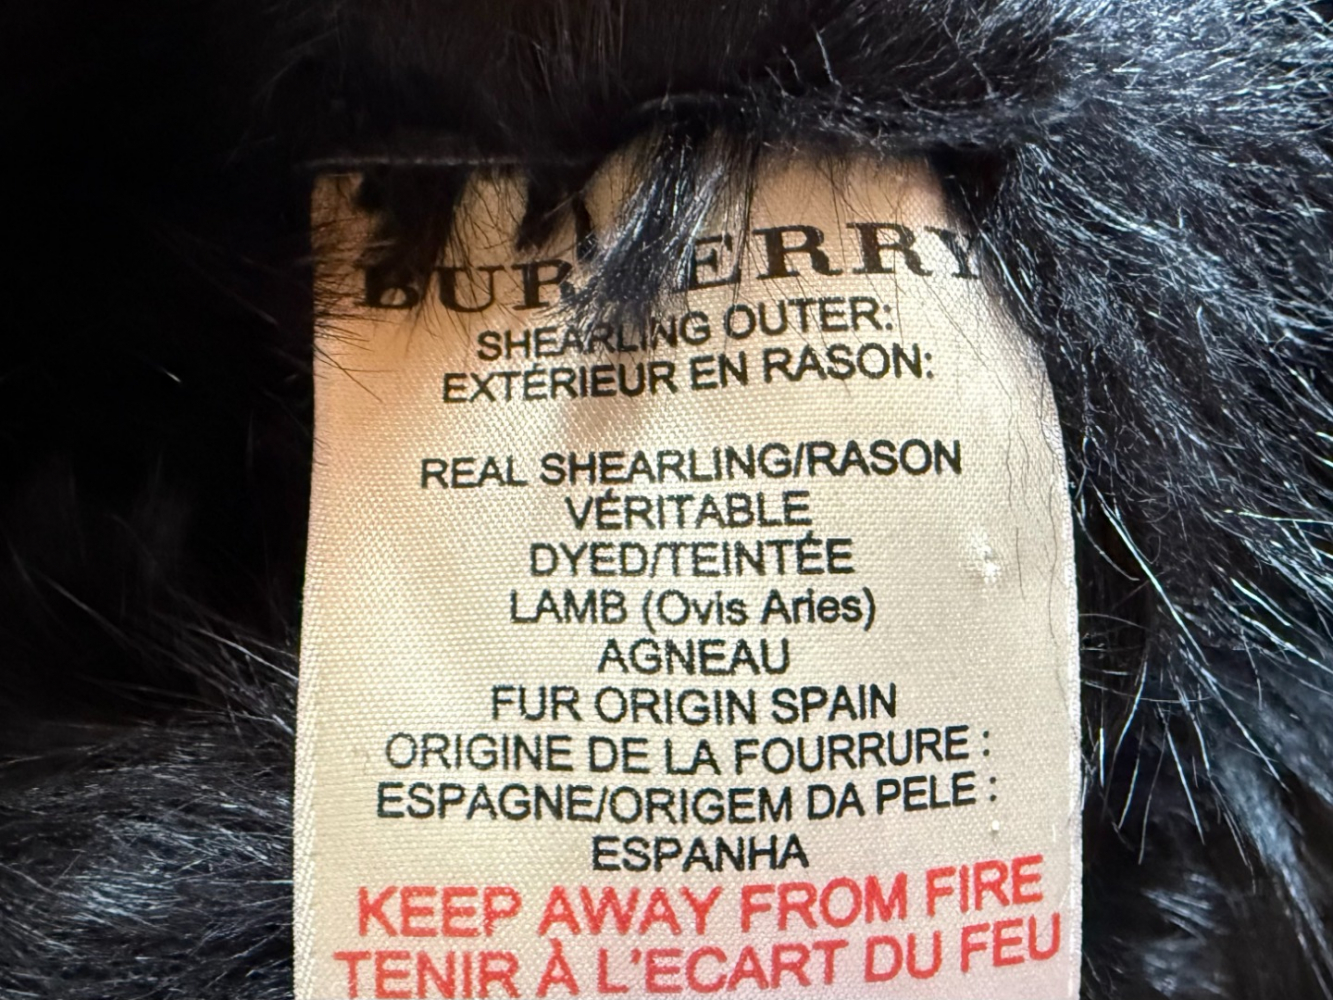 BURBERRY
SHEARLING OUTER:
EXTÉRIEUR EN RASON:
REAL SHEARLING/RASON
VÉRITABLE
DYED/TEINTÉE
LAMB (Ovis Aries)
AGNEAU
FUR ORIGIN SPAIN
ORIGINE DE LA FOURRURE :
ESPAGNE/ORIGEM DA PELE :
ESPANHA
KEEP AWAY FROM FIRE
TENIR À L'ECART DU FEU